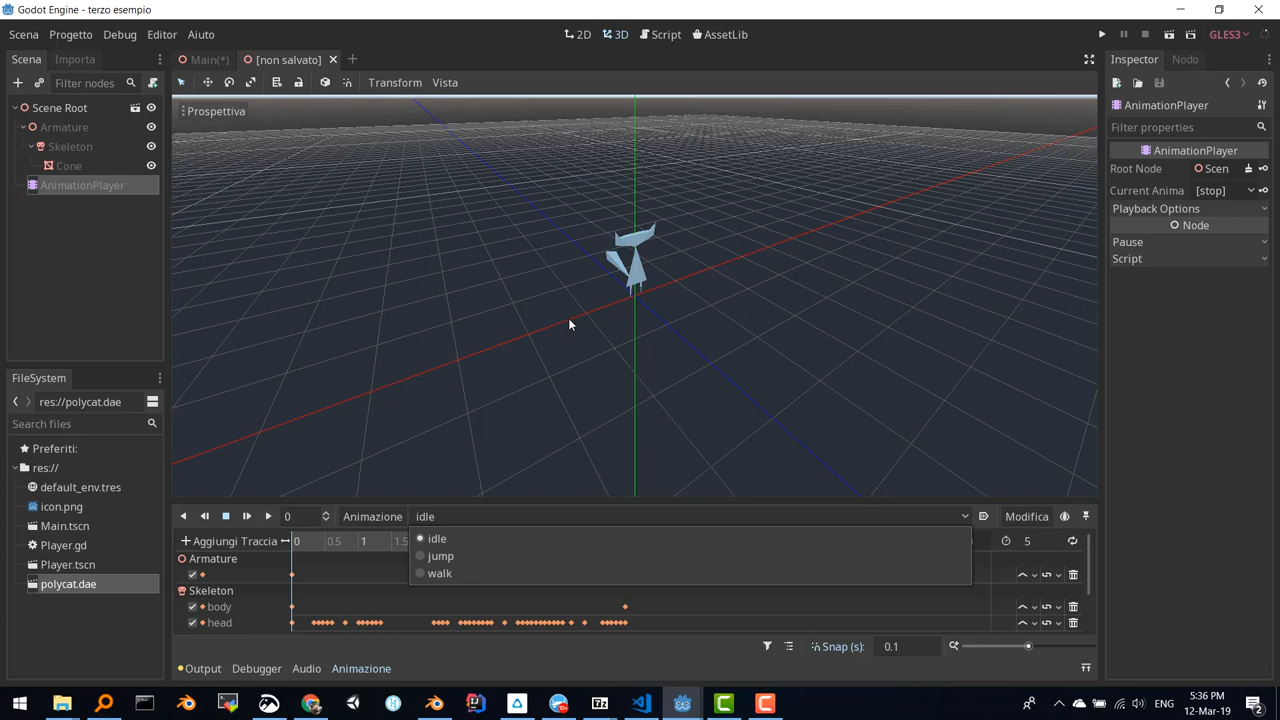 Godot Engine - terzo esempio
Scena Progetto Debug Editor Aiuto
2D 3D Script AssetLib
GLES3
Scena Importa
Main(*) [non salvato]
Inspector Nodo
Filter nodes
Transform Vista
Scene Root
Prospettiva
AnimationPlayer
Armature
Filter properties
Skeleton
AnimationPlayer
Cone
Root Node Scen
AnimationPlayer
Current Anima [stop]
Playback Options
Node
Pause
Script
FileSystem
res://polycat.dae
Search files
Preferiti:
res://
default_env.tres
icon.png
0 Animazione idle Modifica
Main.tscn
Aggiungi Traccia 0 0.5 1 1.5 5
idle
Player.gd
jump
Armature
Player.tscn
walk
polycat.dae
Skeleton
body
head
Snap (s): 0.1
Output Debugger Audio Animazione
5:36 PM
ENG
12-Mar-19
2